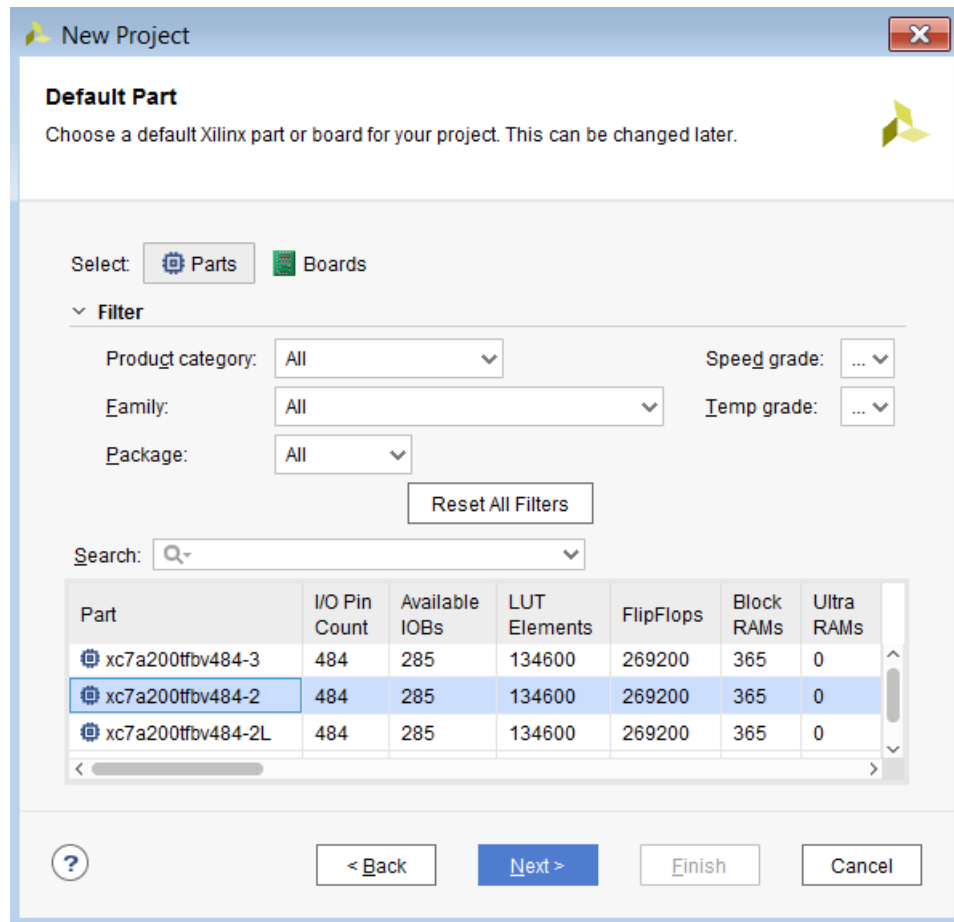 New Project
Default Part
Choose a default Xilinx part or board for your project. This can be changed later.
Select: Parts Boards
Filter
Product category: All Speed grade: ...
Family: All Temp grade: ...
Package: All
Reset All Filters
Search:
Part I/O Pin Count Available IOBs LUT Elements FlipFlops Block RAMs Ultra RAMs
xc7a200tfbv484-3 484 285 134600 269200 365 0
xc7a200tfbv484-2 484 285 134600 269200 365 0
xc7a200tfbv484-2L 484 285 134600 269200 365 0
? < Back Next > Finish Cancel